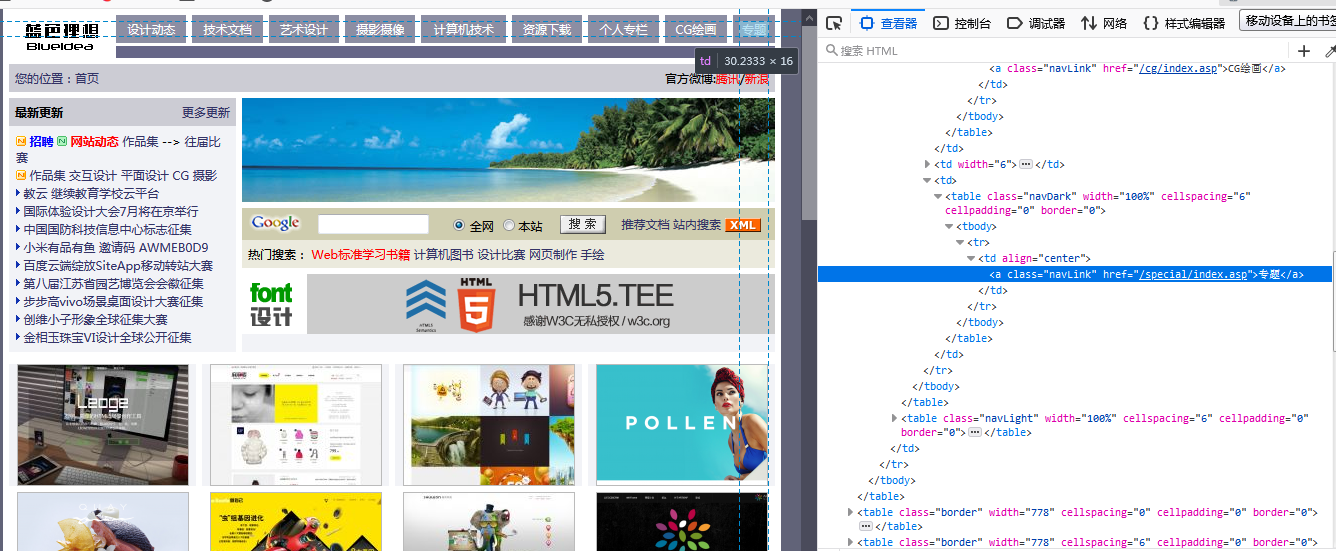 蓝色理想
BlueIdea
设计动态 技术文档 艺术设计 摄影摄像 计算机技术 资源下载 个人专栏 CG绘画 专题
td 30.2333 × 16
您的位置：首页
官方微博:腾讯/新浪
最新更新 更多更新
招聘 网站动态 作品集 --> 往届比
赛
作品集 交互设计 平面设计 CG 摄影
教云 继续教育学校云平台
国际体验设计大会7月将在京举行
中国国防科技信息中心标志征集
小米有品有鱼 邀请码 AWMEB0D9
百度云端绽放SiteApp移动转站大赛
第八届江苏省园艺博览会会徽征集
步步高vivo场景桌面设计大赛征集
创维小子形象全球征集大赛
金相玉珠宝VI设计全球公开征集
Google 全网 本站 搜 索 推荐文档 站内搜索 XML
热门搜索： Web标准学习书籍 计算机图书 设计比赛 网页制作 手绘
font
设计
HTML5
Semantics
HTML
5
HTML5.TEE
感谢W3C无私授权 / w3c.org
Leoge
POLLEN
"虫"组基因进化
查看器 控制台 调试器 网络 样式编辑器 移动设备上的书签
搜索 HTML
<a class="navLink" href="/cg/index.asp">CG绘画</a>
</td>
</tr>
</tbody>
</table>
</td>
<td width="6"></td>
<td>
<table class="navDark" width="100%" cellspacing="6"
cellpadding="0" border="0">
<tbody>
<tr>
<td align="center">
<a class="navLink" href="/special/index.asp">专题</a>
</td>
</tr>
</tbody>
</table>
</td>
</tr>
</tbody>
</table>
<table class="navLight" width="100%" cellspacing="6" cellpadding="0"
border="0"></table>
</td>
</tr>
</tbody>
</table>
<table class="border" width="778" cellspacing="0" cellpadding="0" border="0">
</table>
<table class="border" width="778" cellspacing="6" cellpadding="0" border="0">